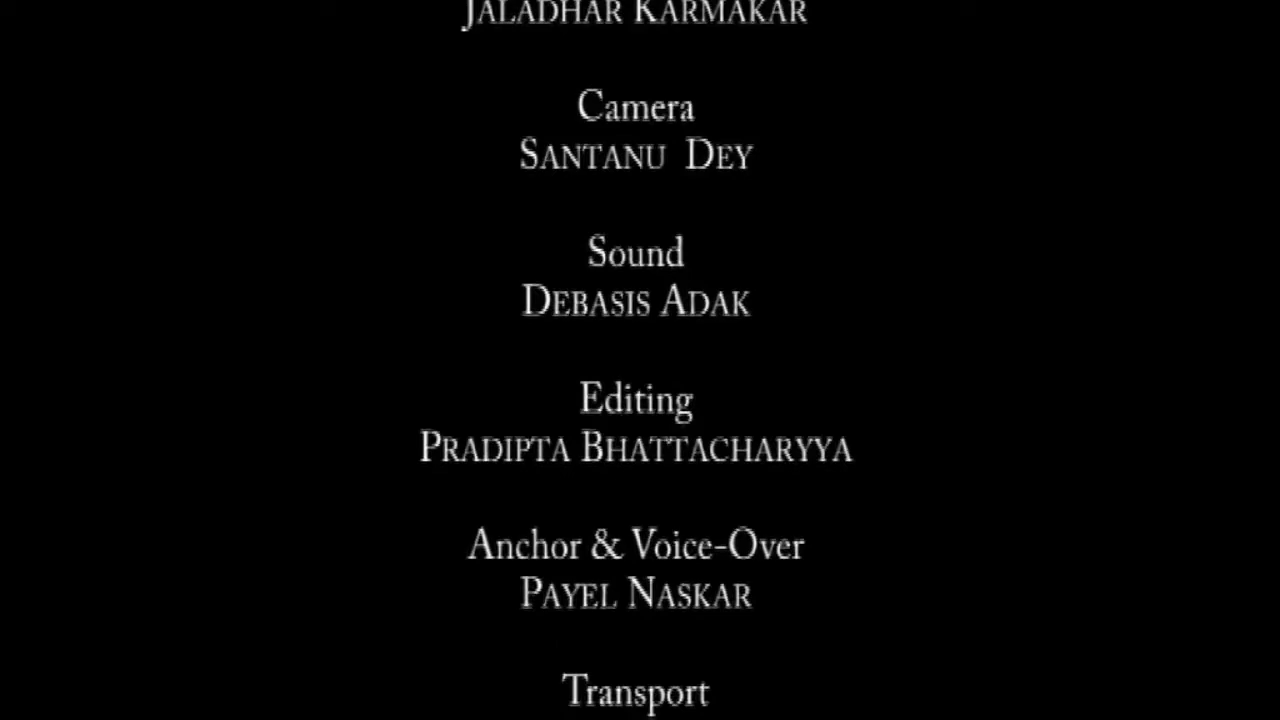 JALADHAR KARMAKAR
Camera
SANTANU DEY
Sound
DEBASIS ADAK
Editing
PRADIPTA BHATTACHARYYA
Anchor & Voice-Over
PAYEL NASKAR
Transport